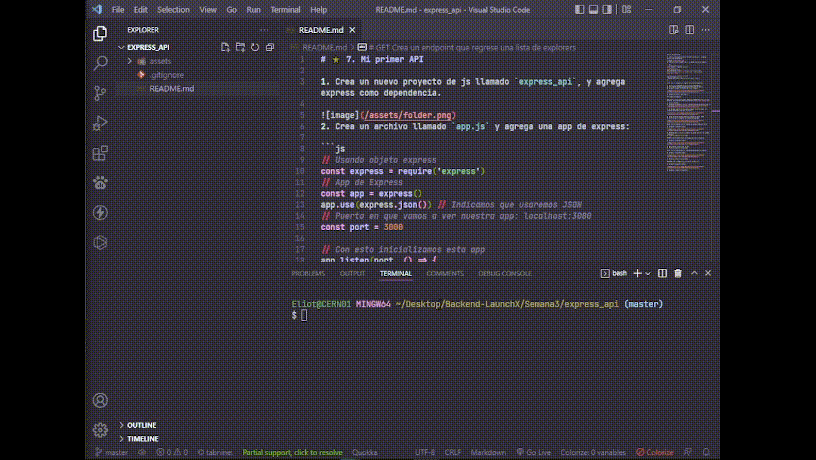 File Edit Selection View Go Run Terminal Help README.md - express_api - Visual Studio Code
EXPLORER
EXPRESS_API
assets
.gitignore
README.md
README.md
README.md > # GET Crea un endpoint que regrese una lista de explorers
1 # ★ 7. Mi primer API
2
3 1. Crea un nuevo proyecto de js llamado `express_api`, y agrega
express como dependencia.
4
5 ![image](/assets/folder.png)
6 2. Crea un archivo llamado `app.js` y agrega una app de express:
7
8 ```js
9 // Usando objeto express
10 const express = require('express')
11 // App de Express
12 const app = express()
13 app.use(express.json()) // Indicamos que usaremos JSON
14 // Puerto en que vamos a ver nuestra app: localhost:3000
15 const port = 3000
16
17 // Con esto inicializamos esta app
18 app.listen(port, () => {
PROBLEMS OUTPUT TERMINAL COMMENTS DEBUG CONSOLE bash
Eliot@CERN01 MINGW64 ~/Desktop/Backend-LaunchX/Semana3/express_api (master)
$
OUTLINE
TIMELINE
master 0 0 tabnine Partial support, click to resolve Quokka UTF-8 CRLF Markdown Go Live Colorize: 0 variables Colorize